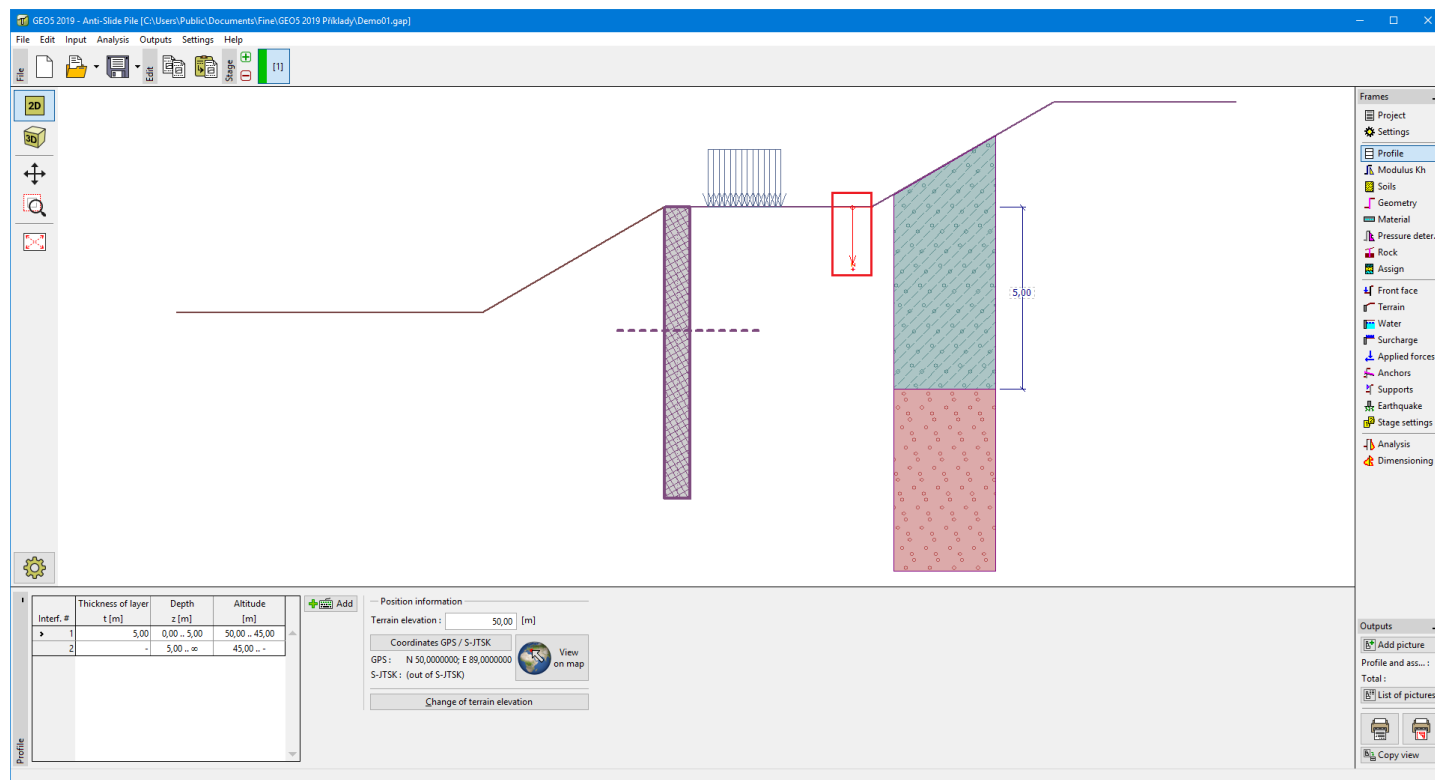 GEO5 2019 - Anti-Slide Pile [C:\Users\Public\Documents\Fine\GEO5 2019 Příklady\Demo01.gap]
File Edit Input Analysis Outputs Settings Help
File
Edit
Stage
[1]
2D
3D
5,00
Frames
Project
Settings
Profile
Modulus Kh
Soils
Geometry
Material
Pressure deter.
Rock
Assign
Front face
Terrain
Water
Surcharge
Applied forces
Anchors
Supports
Earthquake
Stage settings
Analysis
Dimensioning
Outputs
Add picture
Profile and ass... :
Total :
List of pictures
Copy view
Profile
Thickness of layer Depth Altitude
Interf. # t [m] z [m] [m]
1 5,00 0,00 .. 5,00 50,00 .. 45,00
2 - 5,00 .. ∞ 45,00 .. -
Add
Position information
Terrain elevation : 50,00 [m]
Coordinates GPS / S-JTSK
GPS : N 50,0000000; E 89,0000000
S-JTSK : (out of S-JTSK)
View
on map
Change of terrain elevation